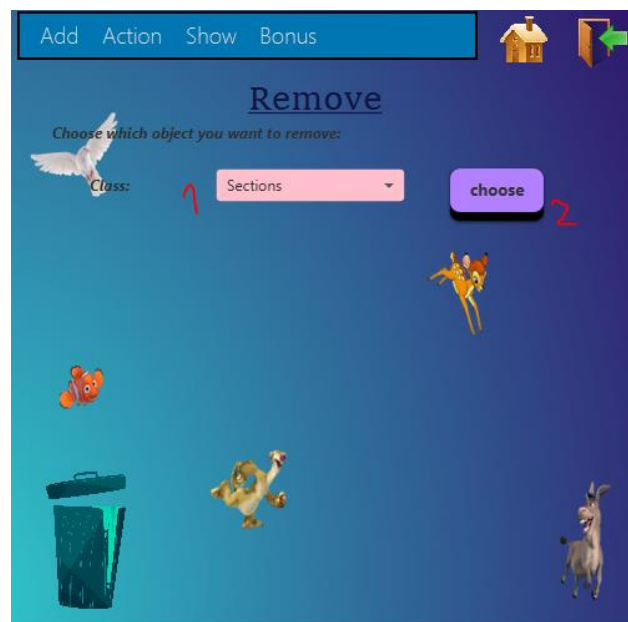 Add Action Show Bonus
Remove
Choose which object you want to remove:
Class: 1 Sections choose 2